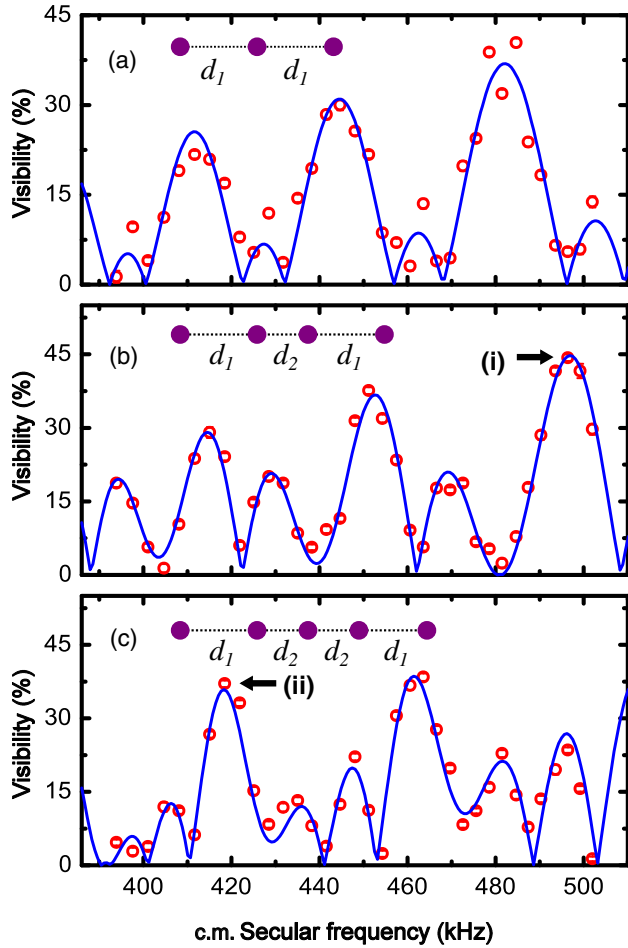 45
30
15
0
Visibility (%)
(a)
d1 d1
45
30
15
0
Visibility (%)
(b)
d1 d2 d1
(i)
45
30
15
0
Visibility (%)
(c)
d1 d2 d2 d1
(ii)
400 420 440 460 480 500
c.m. Secular frequency (kHz)